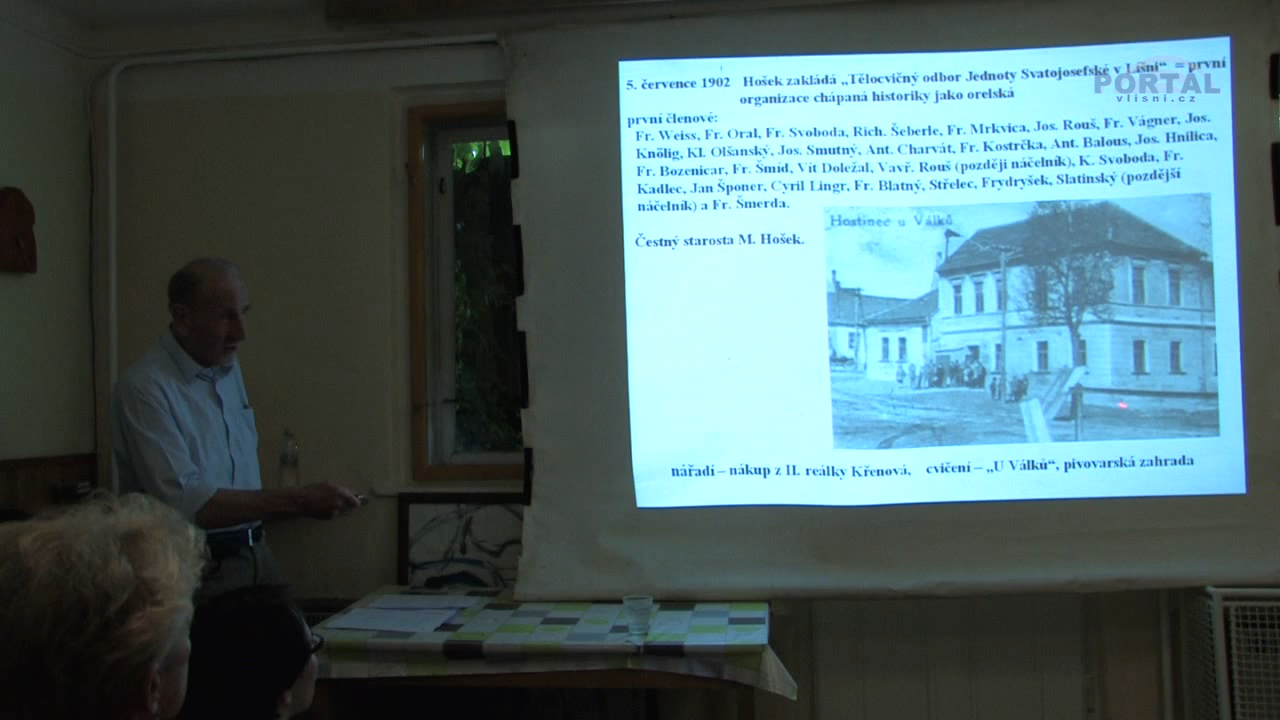 5. července 1902 Hošek zakládá „Tělocvičný odbor Jednoty Svatojosefské v Líšni“ – první
organizace chápaná historiky jako orelská
PORTÁL
vlisni.cz
první členové:
Fr. Weiss, Fr. Oral, Fr. Svoboda, Rich. Šeberle, Fr. Mrkvica, Jos. Rouš, Fr. Vágner, Jos.
Knölig, Kl. Olšanský, Jos. Smutný, Ant. Charvát, Fr. Kostrčka, Ant. Balous, Jos. Hnilica,
Fr. Bozenicar, Fr. Šmíd, Vít Doležal, Vavř. Rouš (později náčelník), K. Svoboda, Fr.
Kadlec, Jan Šponer, Cyril Lingr, Fr. Blatný, Střelec, Frydryšek, Slatinský (pozdější
náčelník) a Fr. Šmerda.
Hostinec u Válků
Čestný starosta M. Hošek.
nářadí – nákup z II. reálky Křenová, cvičení – „U Válků“, pivovarská zahrada